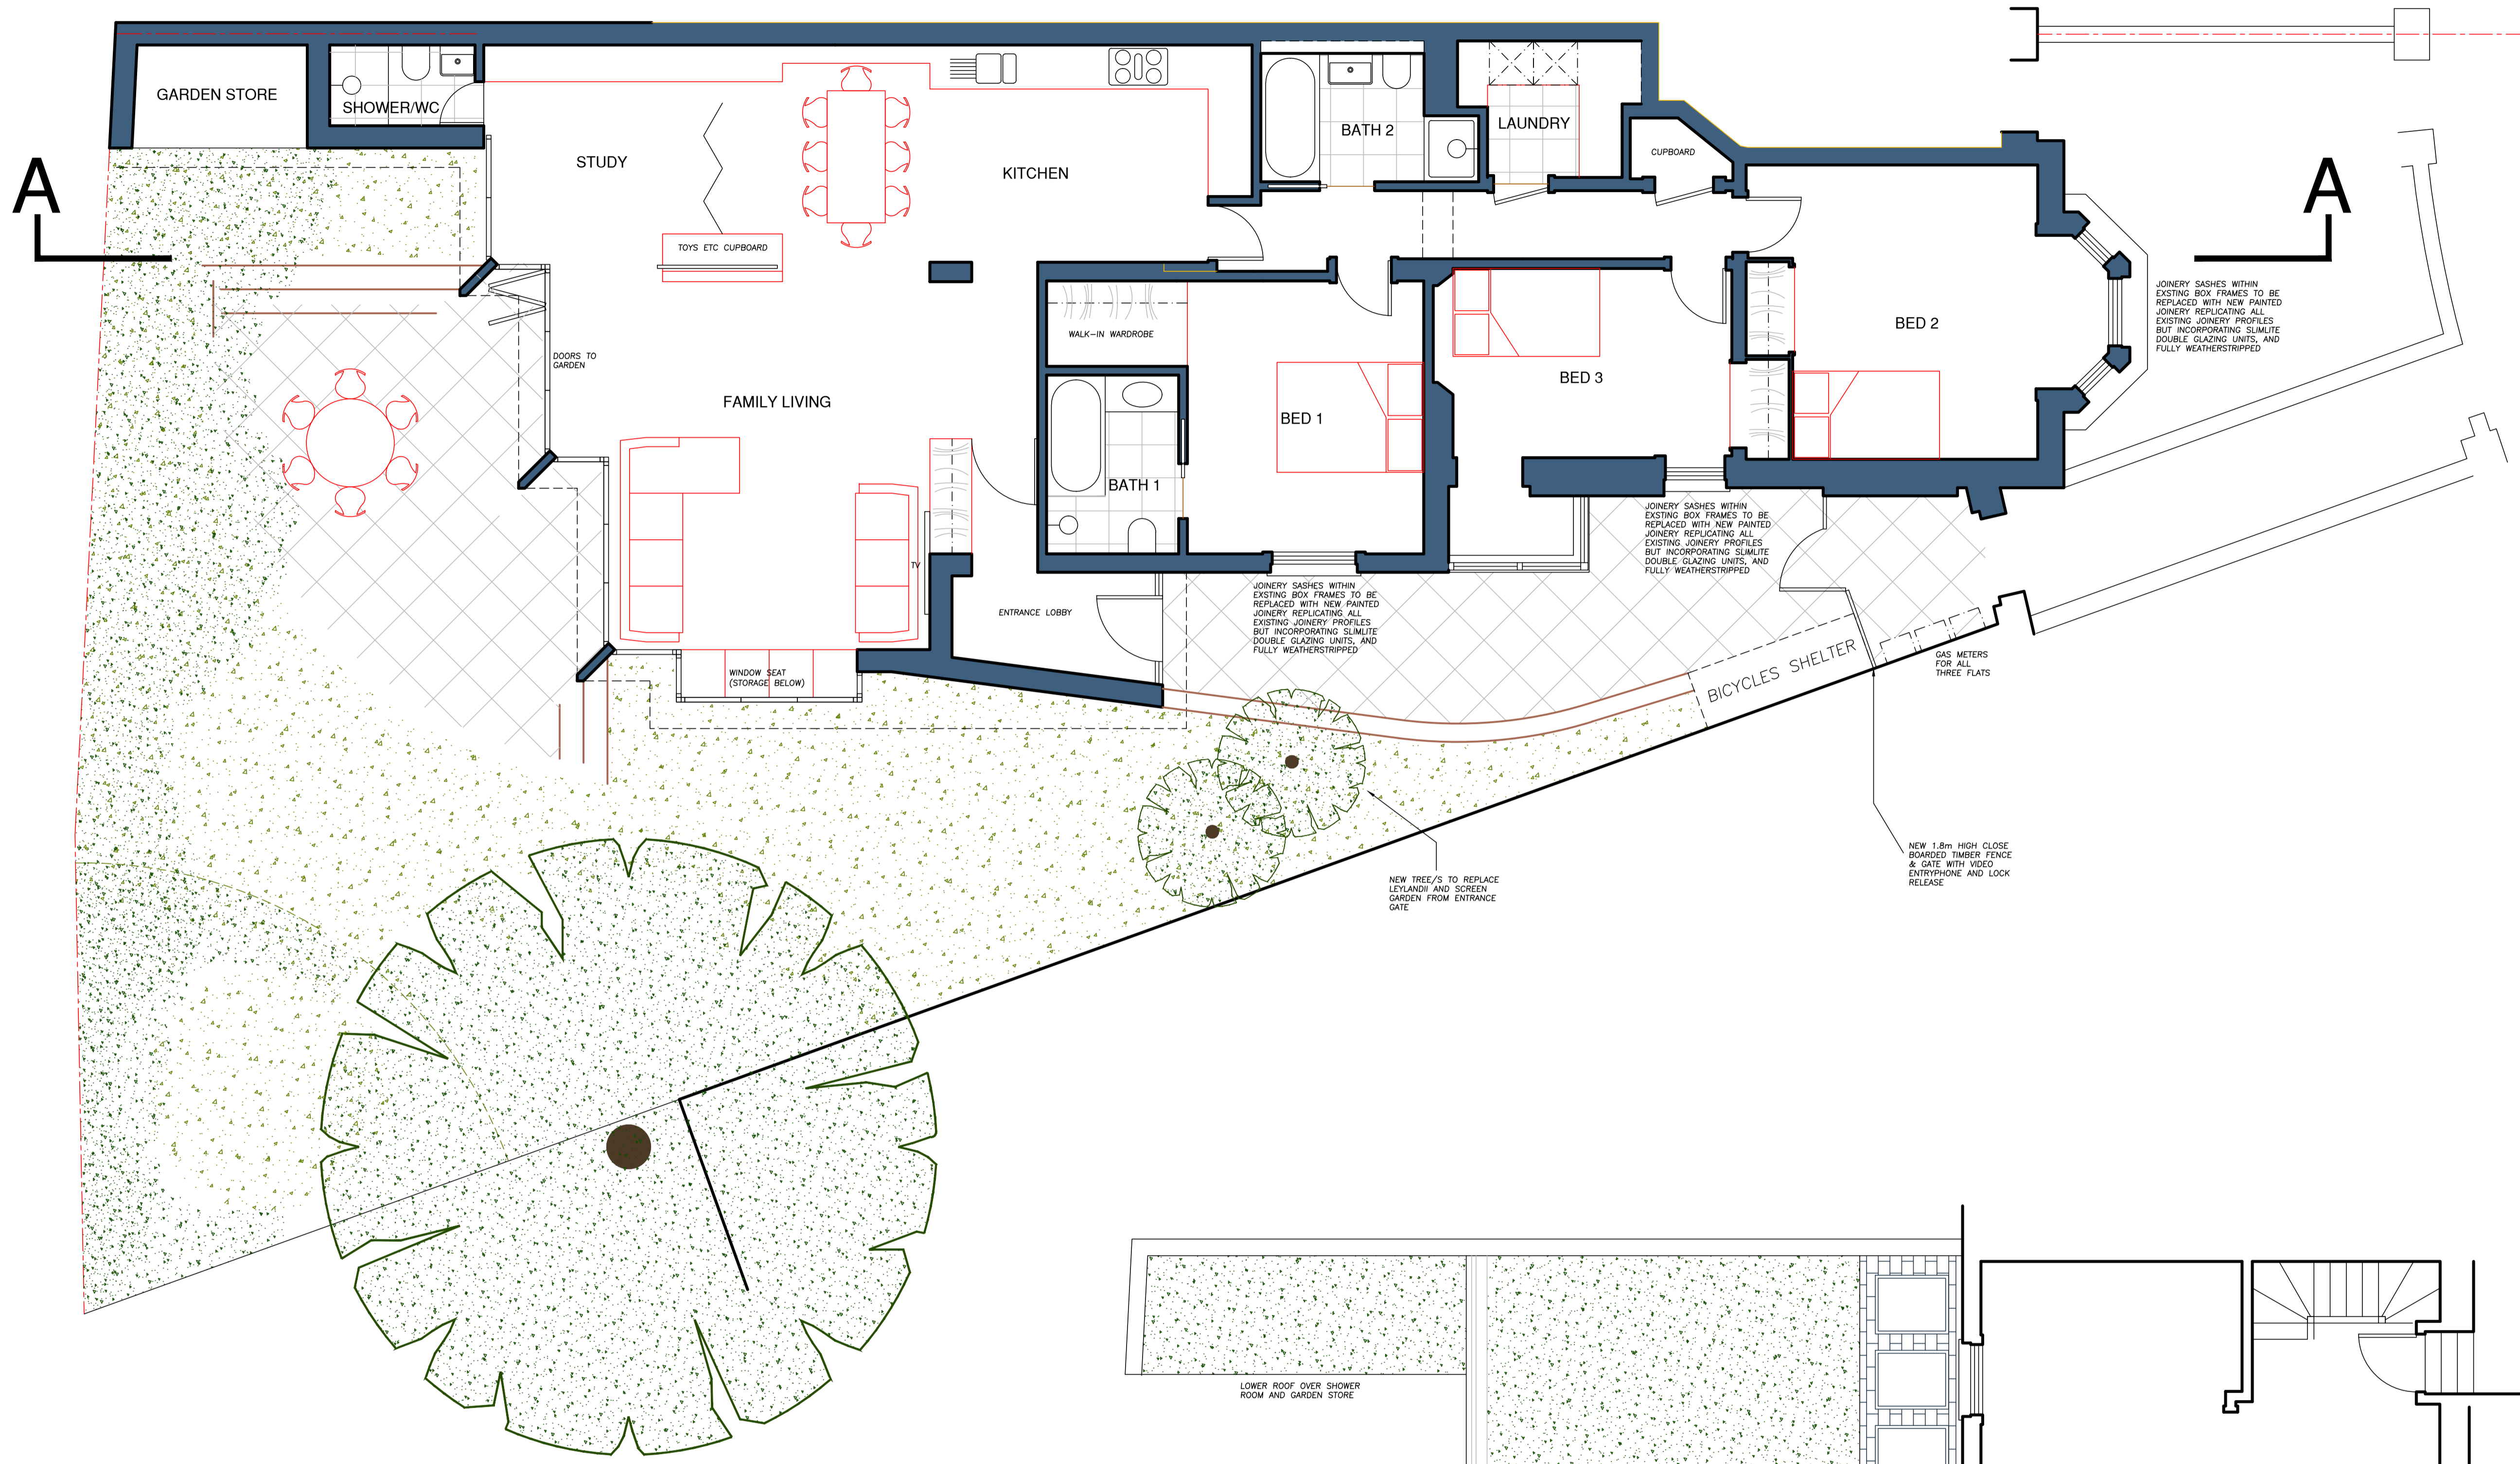 GARDEN STORE
SHOWER/WC
STUDY
KITCHEN
BATH 2
LAUNDRY
CUPBOARD
A
A
TOYS ETC CUPBOARD
DOORS TO
GARDEN
FAMILY LIVING
WALK-IN WARDROBE
BED 1
BED 3
BED 2
JOINERY SASHES WITHIN
EXSTING BOX FRAMES TO BE
REPLACED WITH NEW PAINTED
JOINERY REPLICATING ALL
EXISTING JOINERY PROFILES
BUT INCORPORATING SLIMLITE
DOUBLE GLAZING UNITS, AND
FULLY WEATHERSTRIPPED
BATH 1
TV
JOINERY SASHES WITHIN
EXSTING BOX FRAMES TO BE
REPLACED WITH NEW PAINTED
JOINERY REPLICATING ALL
EXISTING JOINERY PROFILES
BUT INCORPORATING SLIMLITE
DOUBLE GLAZING UNITS, AND
FULLY WEATHERSTRIPPED
ENTRANCE LOBBY
JOINERY SASHES WITHIN
EXSTING BOX FRAMES TO BE
REPLACED WITH NEW PAINTED
JOINERY REPLICATING ALL
EXISTING JOINERY PROFILES
BUT INCORPORATING SLIMLITE
DOUBLE GLAZING UNITS, AND
FULLY WEATHERSTRIPPED
WINDOW SEAT
(STORAGE BELOW)
BICYCLES SHELTER
GAS METERS
FOR ALL
THREE FLATS
NEW TREE/S TO REPLACE
LEYLANDII AND SCREEN
GARDEN FROM ENTRANCE
GATE
NEW 1.8m HIGH CLOSE
BOARDED TIMBER FENCE
& GATE WITH VIDEO
ENTRYPHONE AND LOCK
RELEASE
LOWER ROOF OVER SHOWER
ROOM AND GARDEN STORE